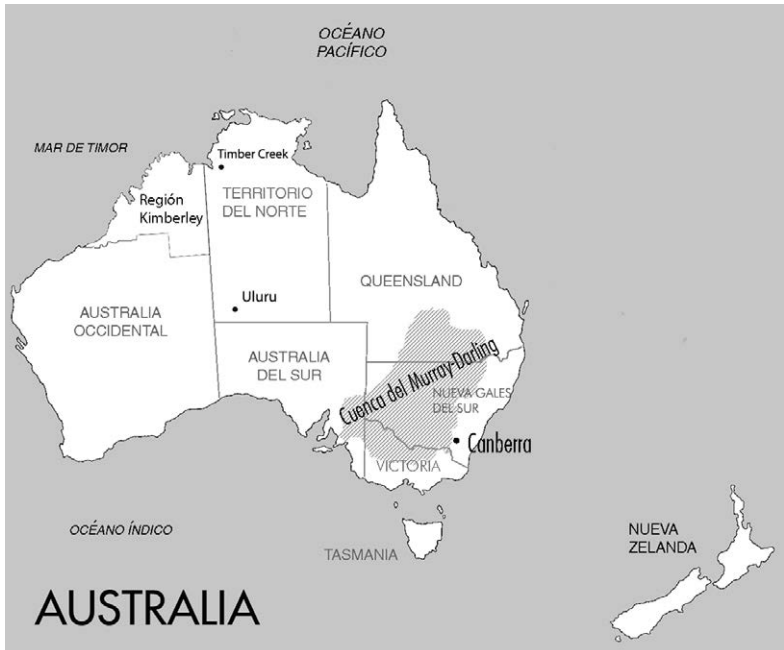 OCÉANO
PACÍFICO
MAR DE TIMOR
Timber Creek
Región
Kimberley
TERRITORIO
DEL NORTE
QUEENSLAND
Uluru
AUSTRALIA
OCCIDENTAL
AUSTRALIA
DEL SUR
Cuenca del Murray-Darling
NUEVA GALES
DEL SUR
Canberra
VICTORIA
OCÉANO ÍNDICO
TASMANIA
NUEVA
ZELANDA
AUSTRALIA